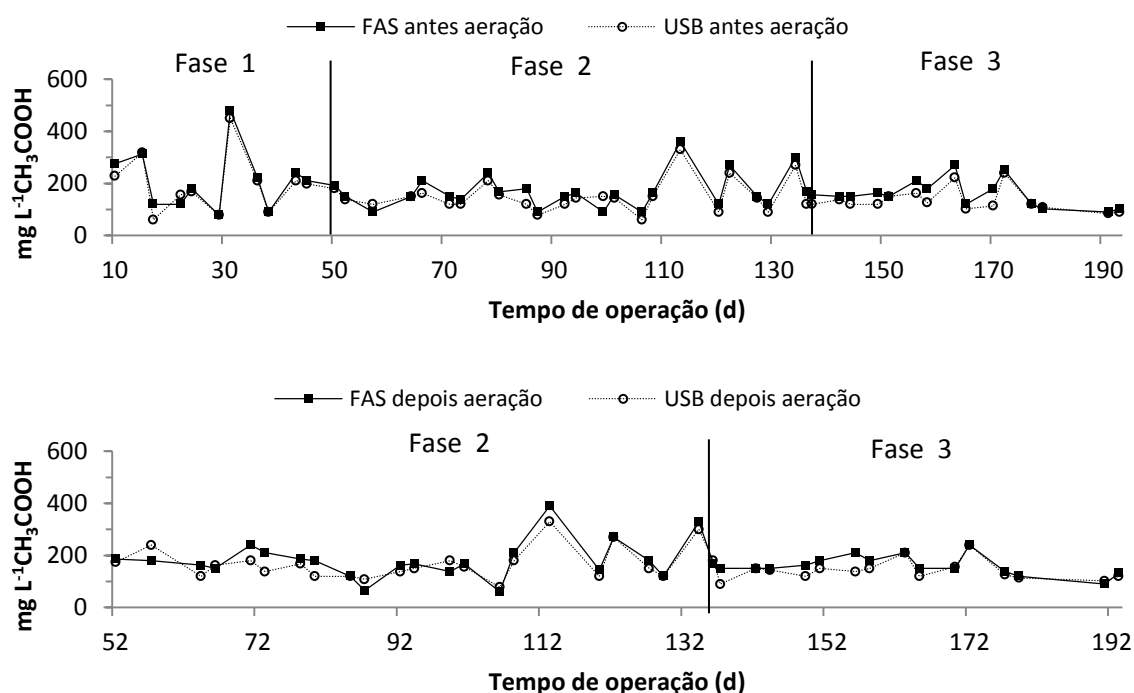 FAS antes aeração USB antes aeração
Fase 1 Fase 2 Fase 3
600
400
200
0
mg L⁻¹CH₃COOH
10 30 50 70 90 110 130 150 170 190
Tempo de operação (d)
FAS depois aeração USB depois aeração
Fase 2 Fase 3
600
400
200
0
mg L⁻¹CH₃COOH
52 72 92 112 132 152 172 192
Tempo de operação (d)